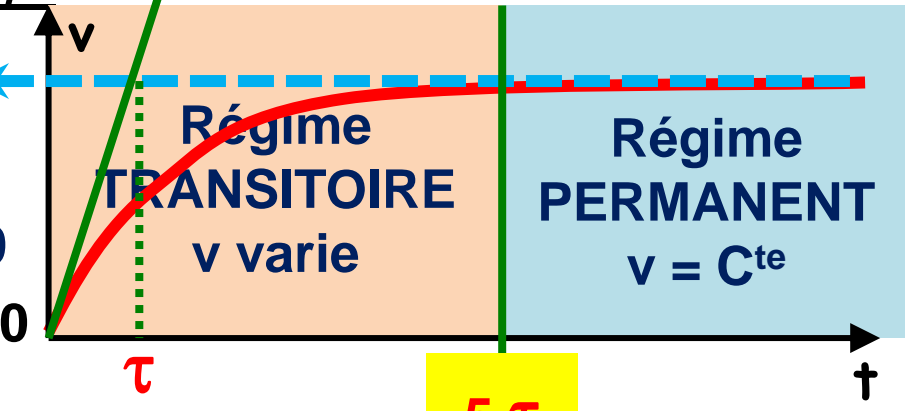 v
Régime
TRANSITOIRE
v varie
Régime
PERMANENT
v = Cᵗᵉ
0
τ
t